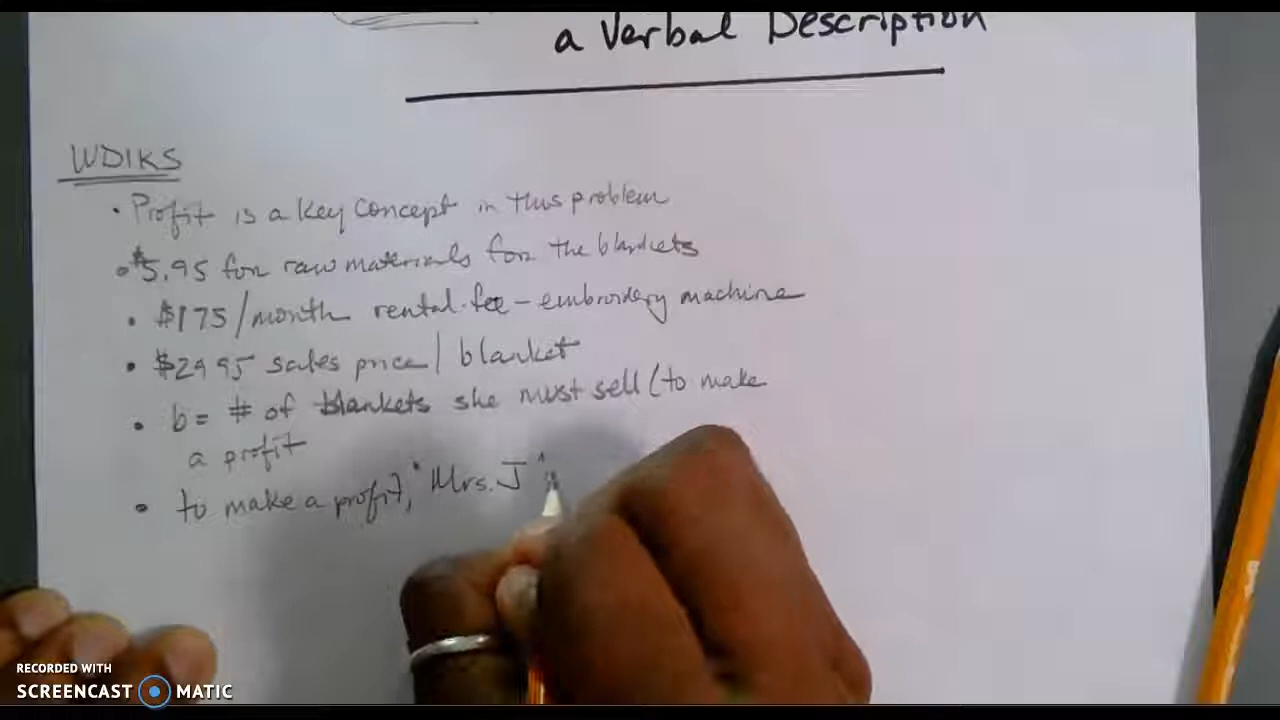 a Verbal Description
WDIKS
• Profit is a key concept in this problem
• $5.95 for raw materials for the blankets
• $175/month rental fee - embroidery machine
• $29.95 sales price/blanket
• b = # of blankets she must sell (to make
a profit
• to make a profit, "Mrs. J"
RECORDED WITH
SCREENCAST MATIC